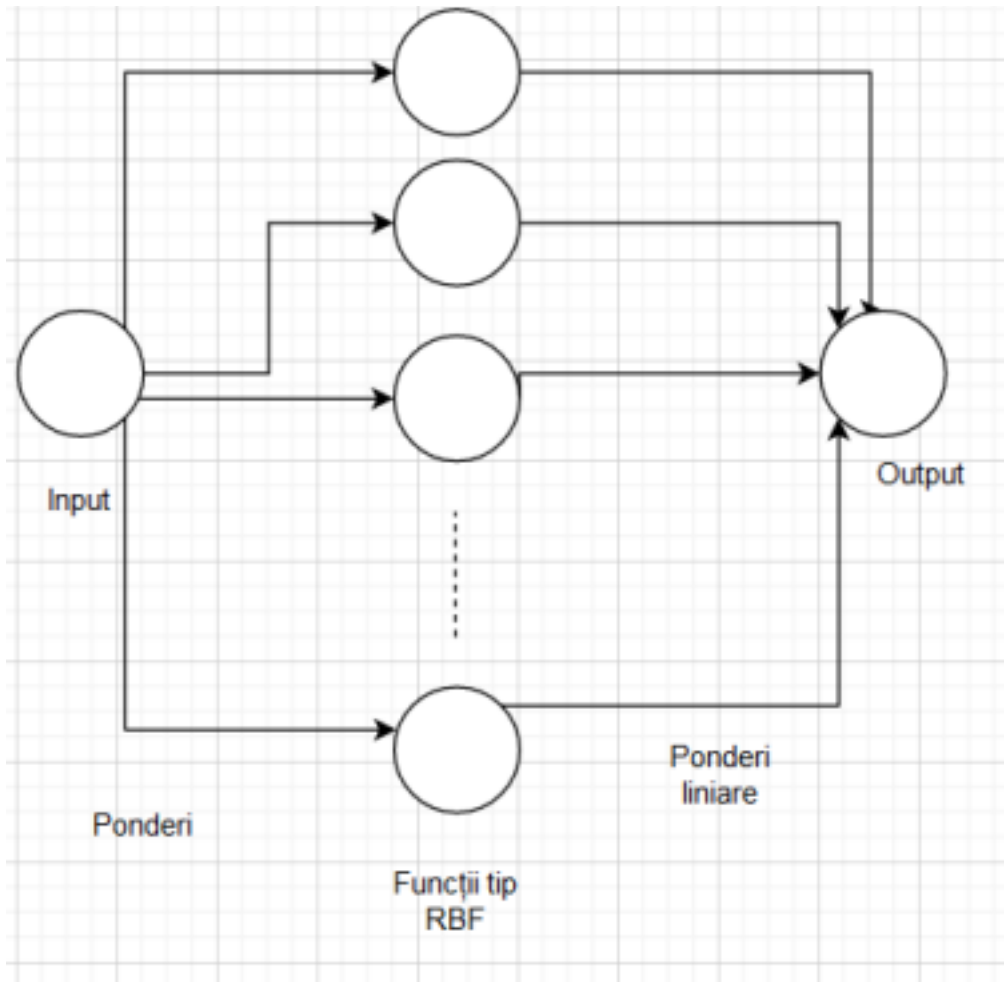 Input
Output
Ponderi
liniare
Ponderi
Funcții tip
RBF